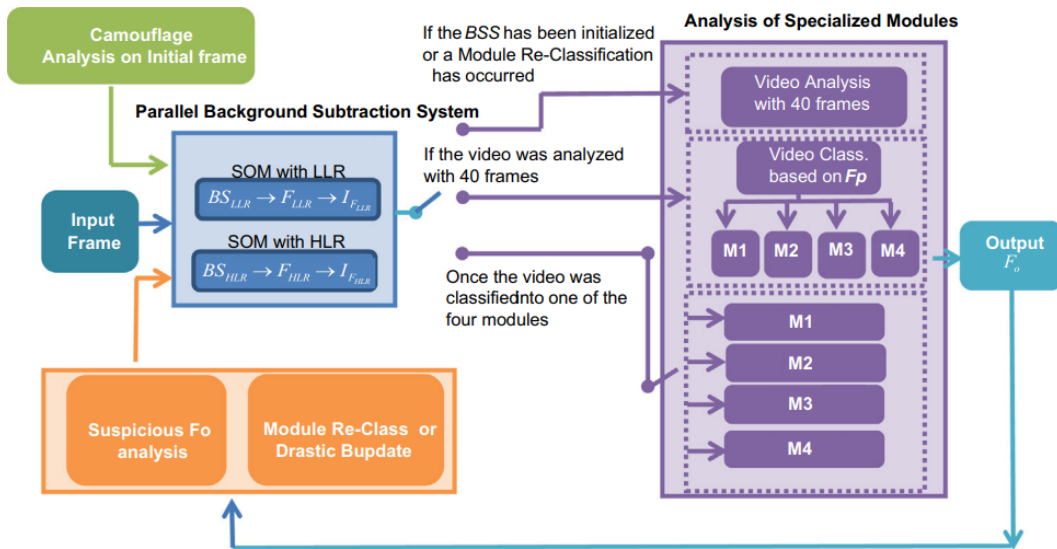 Camouflage
Analysis on Initial frame
Parallel Background Subtraction System
SOM with LLR
BS_LLR → F_LLR → I_F_LLR
SOM with HLR
BS_HLR → F_HLR → I_F_HLR
Input
Frame
Suspicious Fo
analysis
Module Re-Class or
Drastic Bupdate
If the BSS has been initialized
or a Module Re-Classification
has occurred
If the video was analyzed
with 40 frames
Once the video was
classifiedinto one of the
four modules
Analysis of Specialized Modules
Video Analysis
with 40 frames
Video Class.
based on Fp
M1 M2 M3 M4
M1
M2
M3
M4
Output
F_o